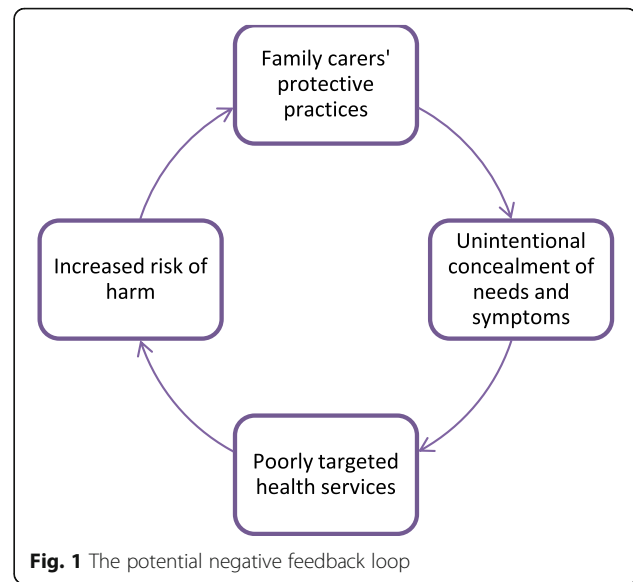 Family carers'
protective
practices
Unintentional
concealment of
needs and
symptoms
Poorly targeted
health services
Increased risk of
harm
Fig. 1 The potential negative feedback loop